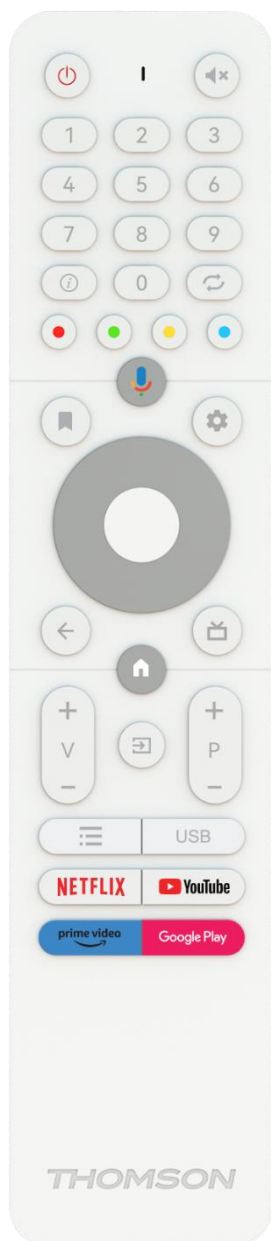 1 2 3
4 5 6
7 8 9
i 0
+ +
V P
- -
USB
NETFLIX YouTube
prime video Google Play
THOMSON